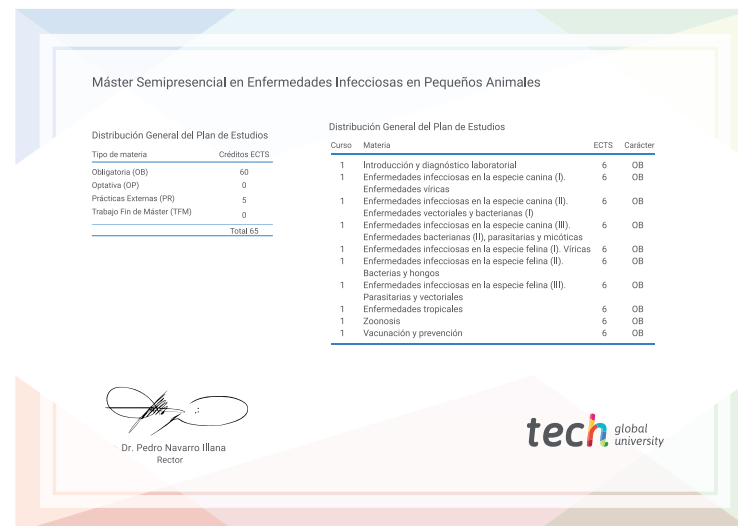 Máster Semipresencial en Enfermedades Infecciosas en Pequeños Animales
Distribución General del Plan de Estudios
Tipo de materia Créditos ECTS
Obligatoria (OB) 60
Optativa (OP) 0
Prácticas Externas (PR) 5
Trabajo Fin de Máster (TFM) 0
Total 65
Distribución General del Plan de Estudios
Curso Materia ECTS Carácter
1 Introducción y diagnóstico laboratorial 6 OB
1 Enfermedades infecciosas en la especie canina (I). 6 OB
Enfermedades víricas
1 Enfermedades infecciosas en la especie canina (II). 6 OB
Enfermedades vectoriales y bacterianas (I)
1 Enfermedades infecciosas en la especie canina (III). 6 OB
Enfermedades bacterianas (II), parasitarias y micóticas
1 Enfermedades infecciosas en la especie felina (I). Víricas 6 OB
1 Enfermedades infecciosas en la especie felina (II). 6 OB
Bacterias y hongos
1 Enfermedades infecciosas en la especie felina (III). 6 OB
Parasitarias y vectoriales
1 Enfermedades tropicales 6 OB
1 Zoonosis 6 OB
1 Vacunación y prevención 6 OB
Dr. Pedro Navarro Illana
Rector
tech global
university